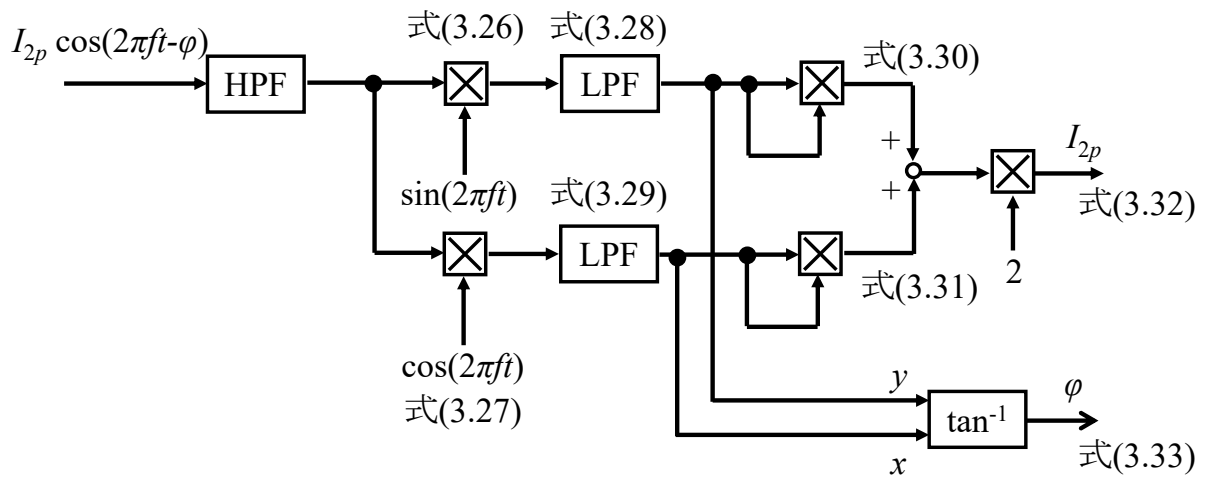 式(3.26)
式(3.28)
I₂ₚ cos(2πft-φ)
HPF
LPF
式(3.30)
+
I₂ₚ
sin(2πft)
式(3.29)
+
式(3.32)
LPF
式(3.31)
2
cos(2πft)
式(3.27)
y
tan⁻¹
φ
x
式(3.33)